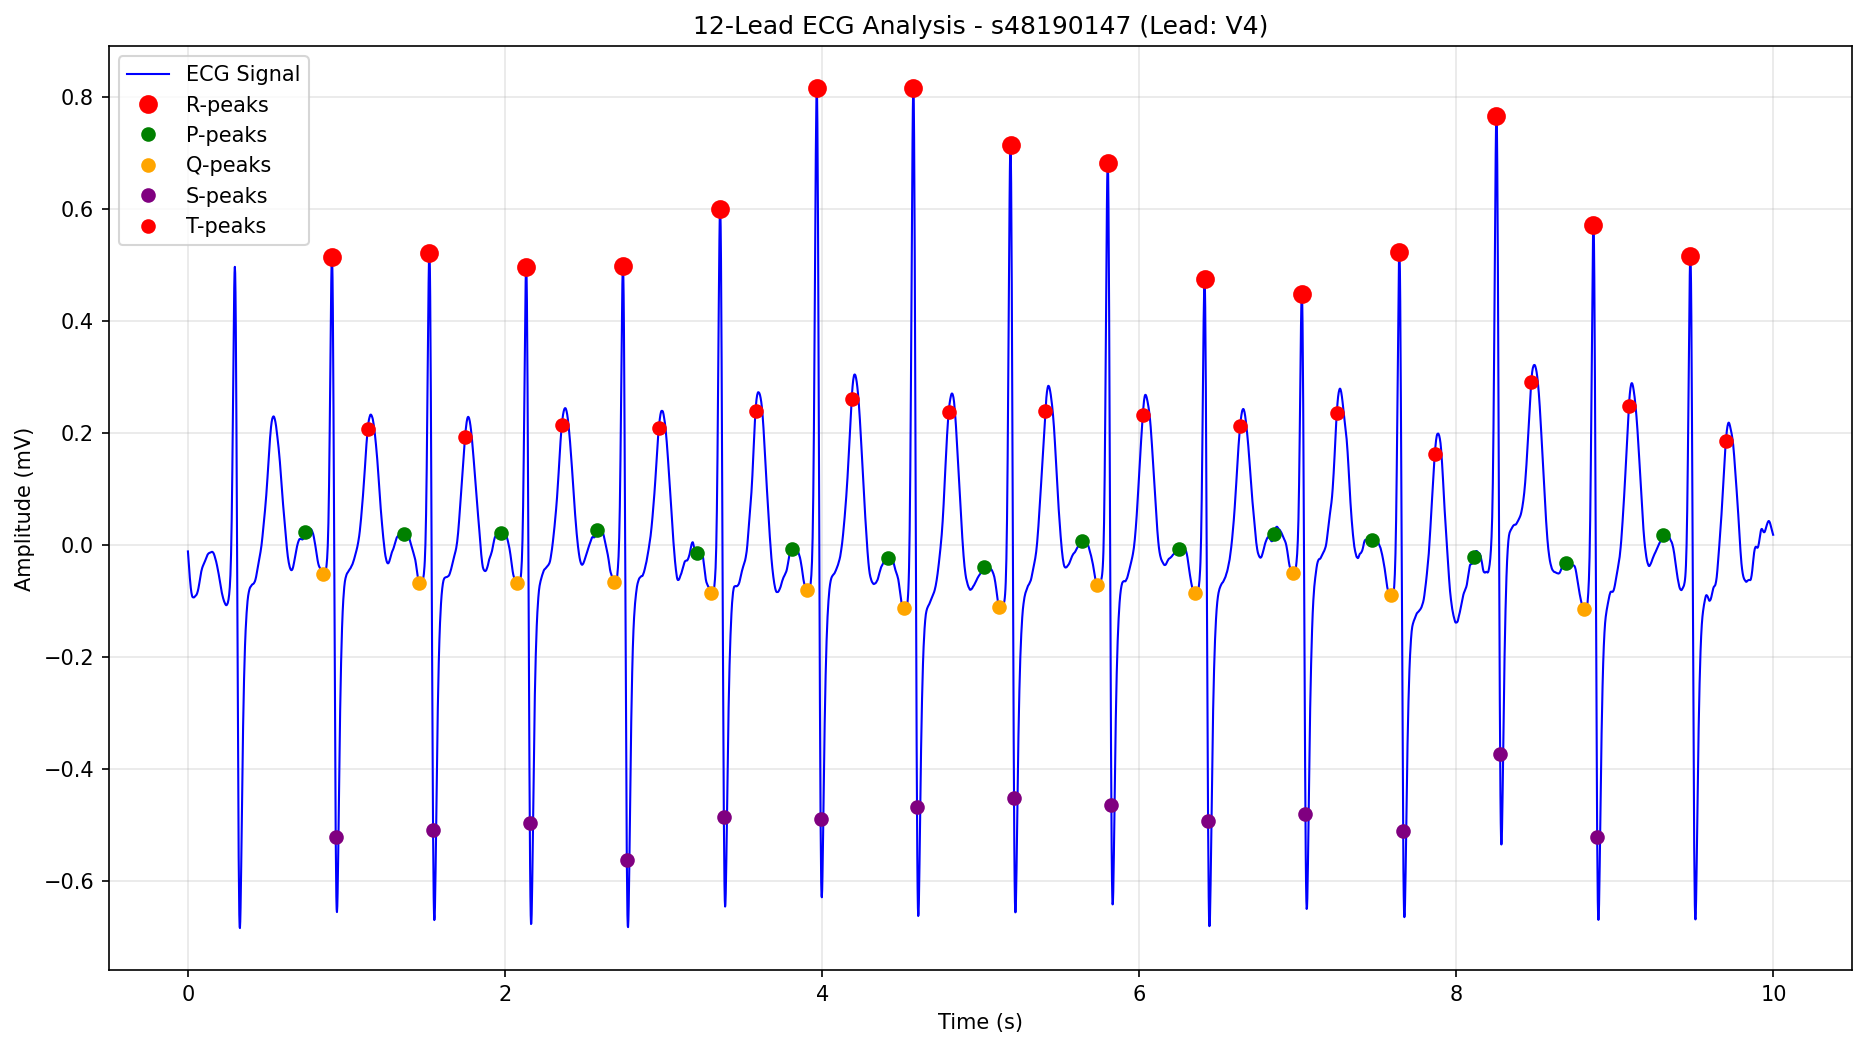 12-Lead ECG Analysis - s48190147 (Lead: V4)
ECG Signal
R-peaks
P-peaks
Q-peaks
S-peaks
T-peaks
Amplitude (mV)
0.8
0.6
0.4
0.2
0.0
−0.2
−0.4
−0.6
0 2 4 6 8 10
Time (s)